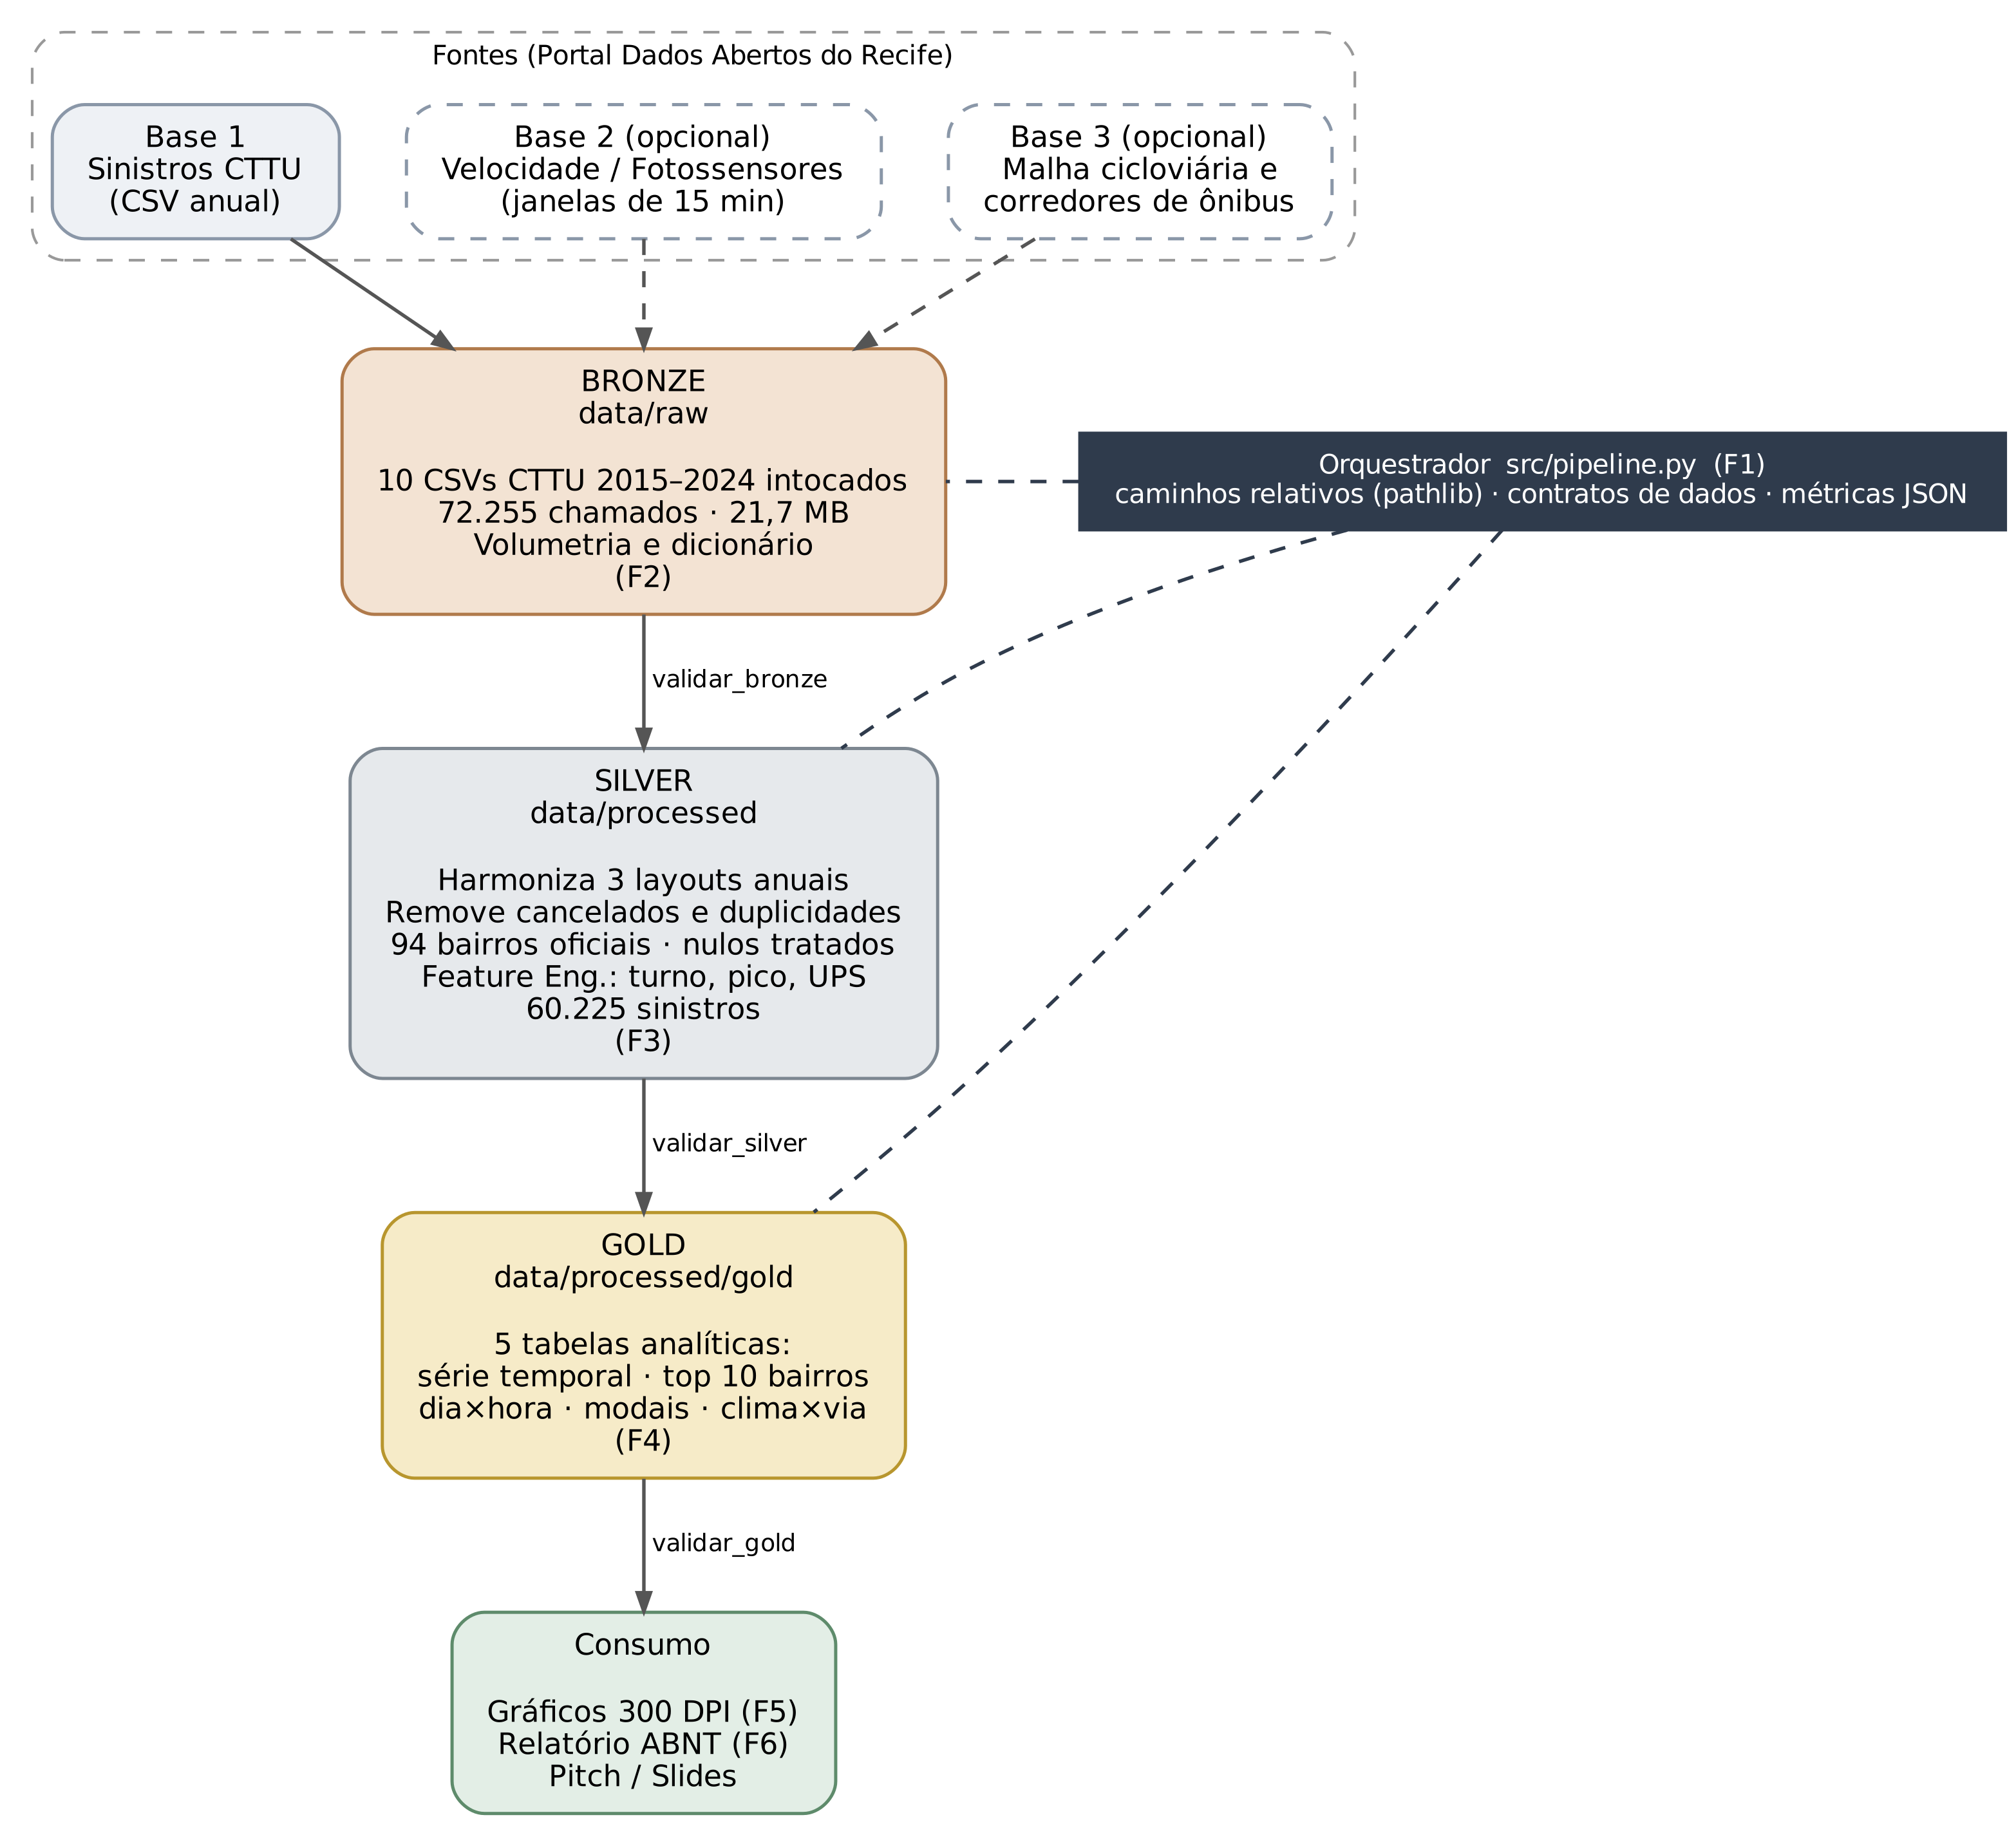 Fontes (Portal Dados Abertos do Recife)
Base 1
Sinistros CTTU
(CSV anual)
Base 2 (opcional)
Velocidade / Fotossensores
(janelas de 15 min)
Base 3 (opcional)
Malha cicloviária e
corredores de ônibus
BRONZE
data/raw
10 CSVs CTTU 2015–2024 intocados
72.255 chamados · 21,7 MB
Volumetria e dicionário
(F2)
Orquestrador  src/pipeline.py  (F1)
caminhos relativos (pathlib) · contratos de dados · métricas JSON
validar_bronze
SILVER
data/processed
Harmoniza 3 layouts anuais
Remove cancelados e duplicidades
94 bairros oficiais · nulos tratados
Feature Eng.: turno, pico, UPS
60.225 sinistros
(F3)
validar_silver
GOLD
data/processed/gold
5 tabelas analíticas:
série temporal · top 10 bairros
dia×hora · modais · clima×via
(F4)
validar_gold
Consumo
Gráficos 300 DPI (F5)
Relatório ABNT (F6)
Pitch / Slides